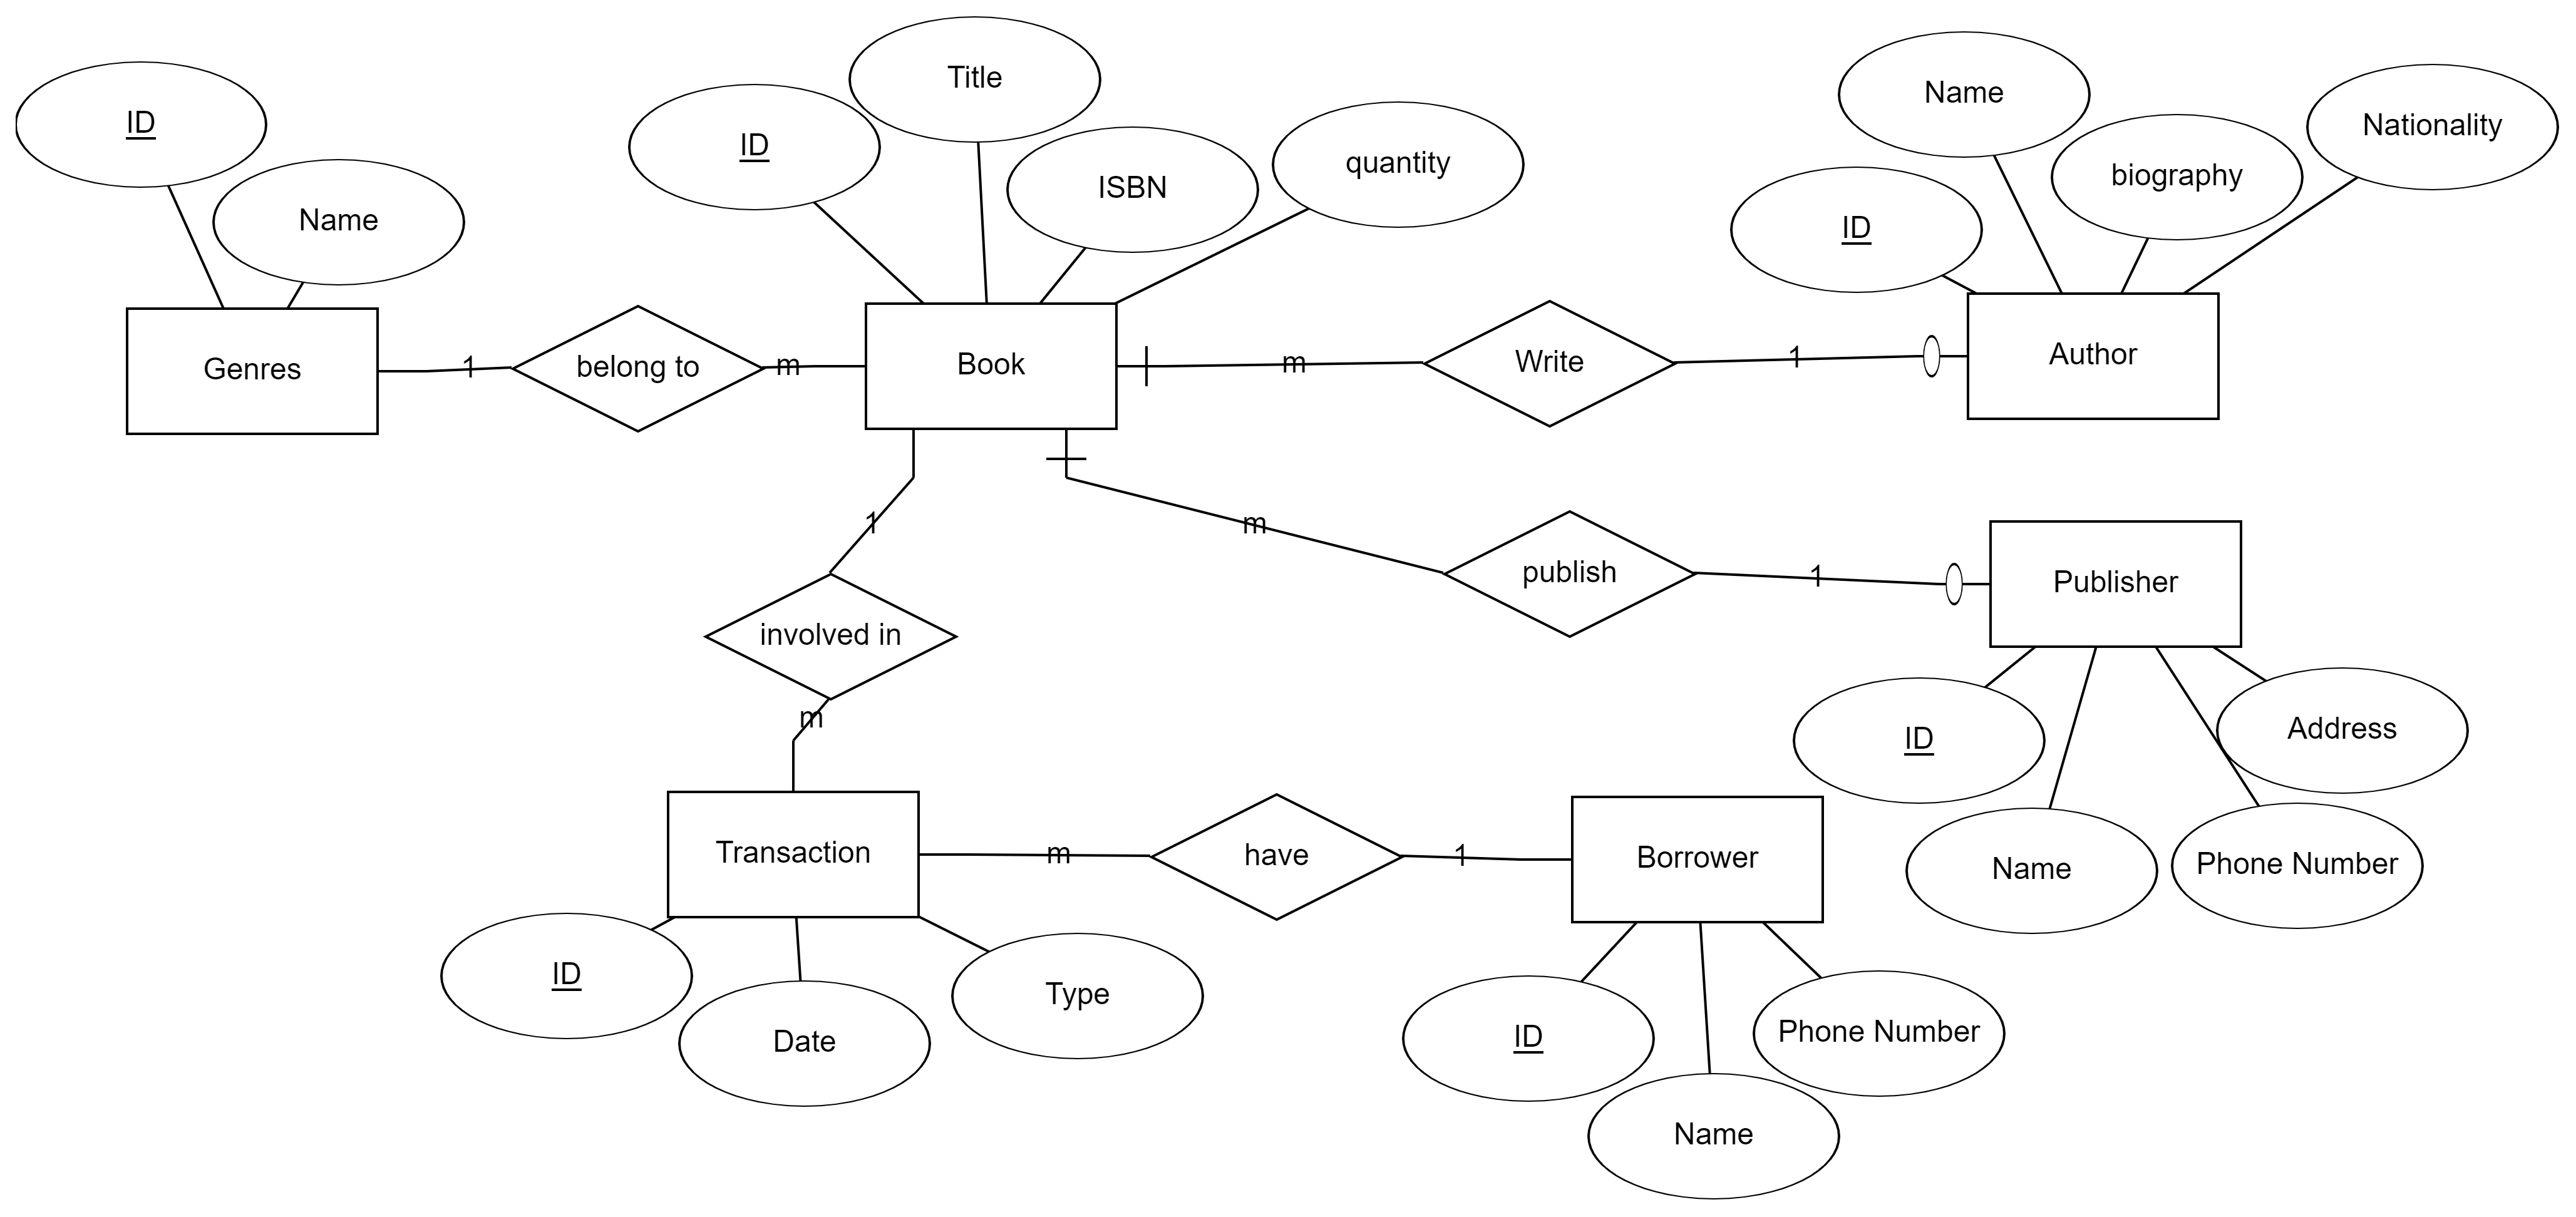 Title
Name
ID
Nationality
ID
quantity
biography
ISBN
Name
ID
Genres
1
belong to
m
Book
m
Write
1
Author
1
m
publish
1
Publisher
involved in
m
ID
Address
Transaction
m
have
1
Borrower
Name
Phone Number
ID
Type
Date
ID
Phone Number
Name